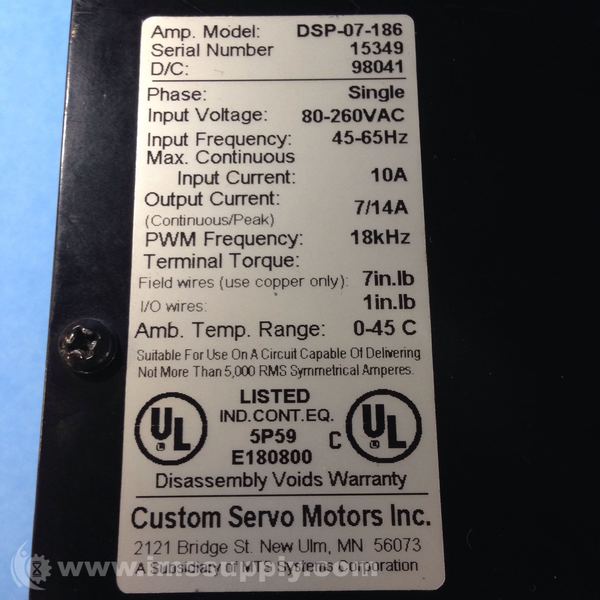 Amp. Model: DSP-07-186
Serial Number 15349
D/C: 98041
Phase: Single
Input Voltage: 80-260VAC
Input Frequency: 45-65Hz
Max. Continuous
Input Current: 10A
Output Current: 7/14A
(Continuous/Peak)
PWM Frequency: 18kHz
Terminal Torque:
Field wires (use copper only): 7in.lb
I/O wires: 1in.lb
Amb. Temp. Range: 0-45 C
Suitable For Use On A Circuit Capable Of Delivering
Not More Than 5,000 RMS Symmetrical Amperes.
UL LISTED C UL
IND.CONT.EQ.
5P59
E180800
Disassembly Voids Warranty
Custom Servo Motors Inc.
2121 Bridge St. New Ulm, MN 56073
A Subsidiary of MTS Systems Corporation
www.imssupply.com